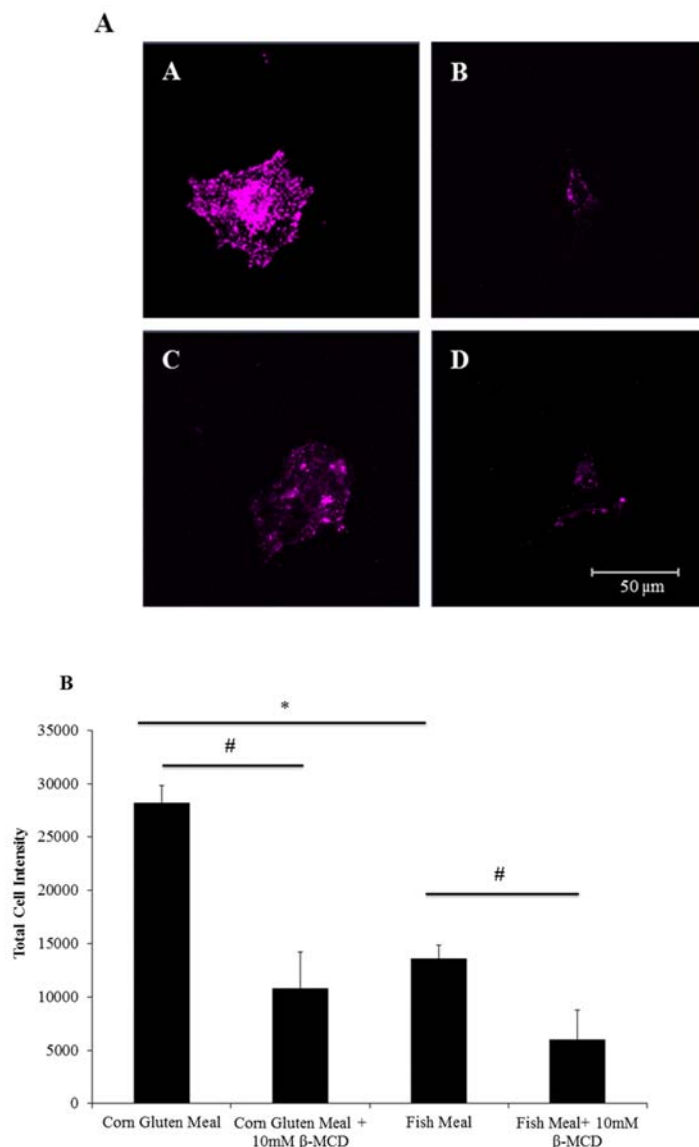 A
A
B
C
D
50 µm
B
*
#
#
35000
30000
25000
20000
15000
10000
5000
0
Total Cell Intensity
Corn Gluten Meal
Corn Gluten Meal +
10mM β-MCD
Fish Meal
Fish Meal+ 10mM
β-MCD